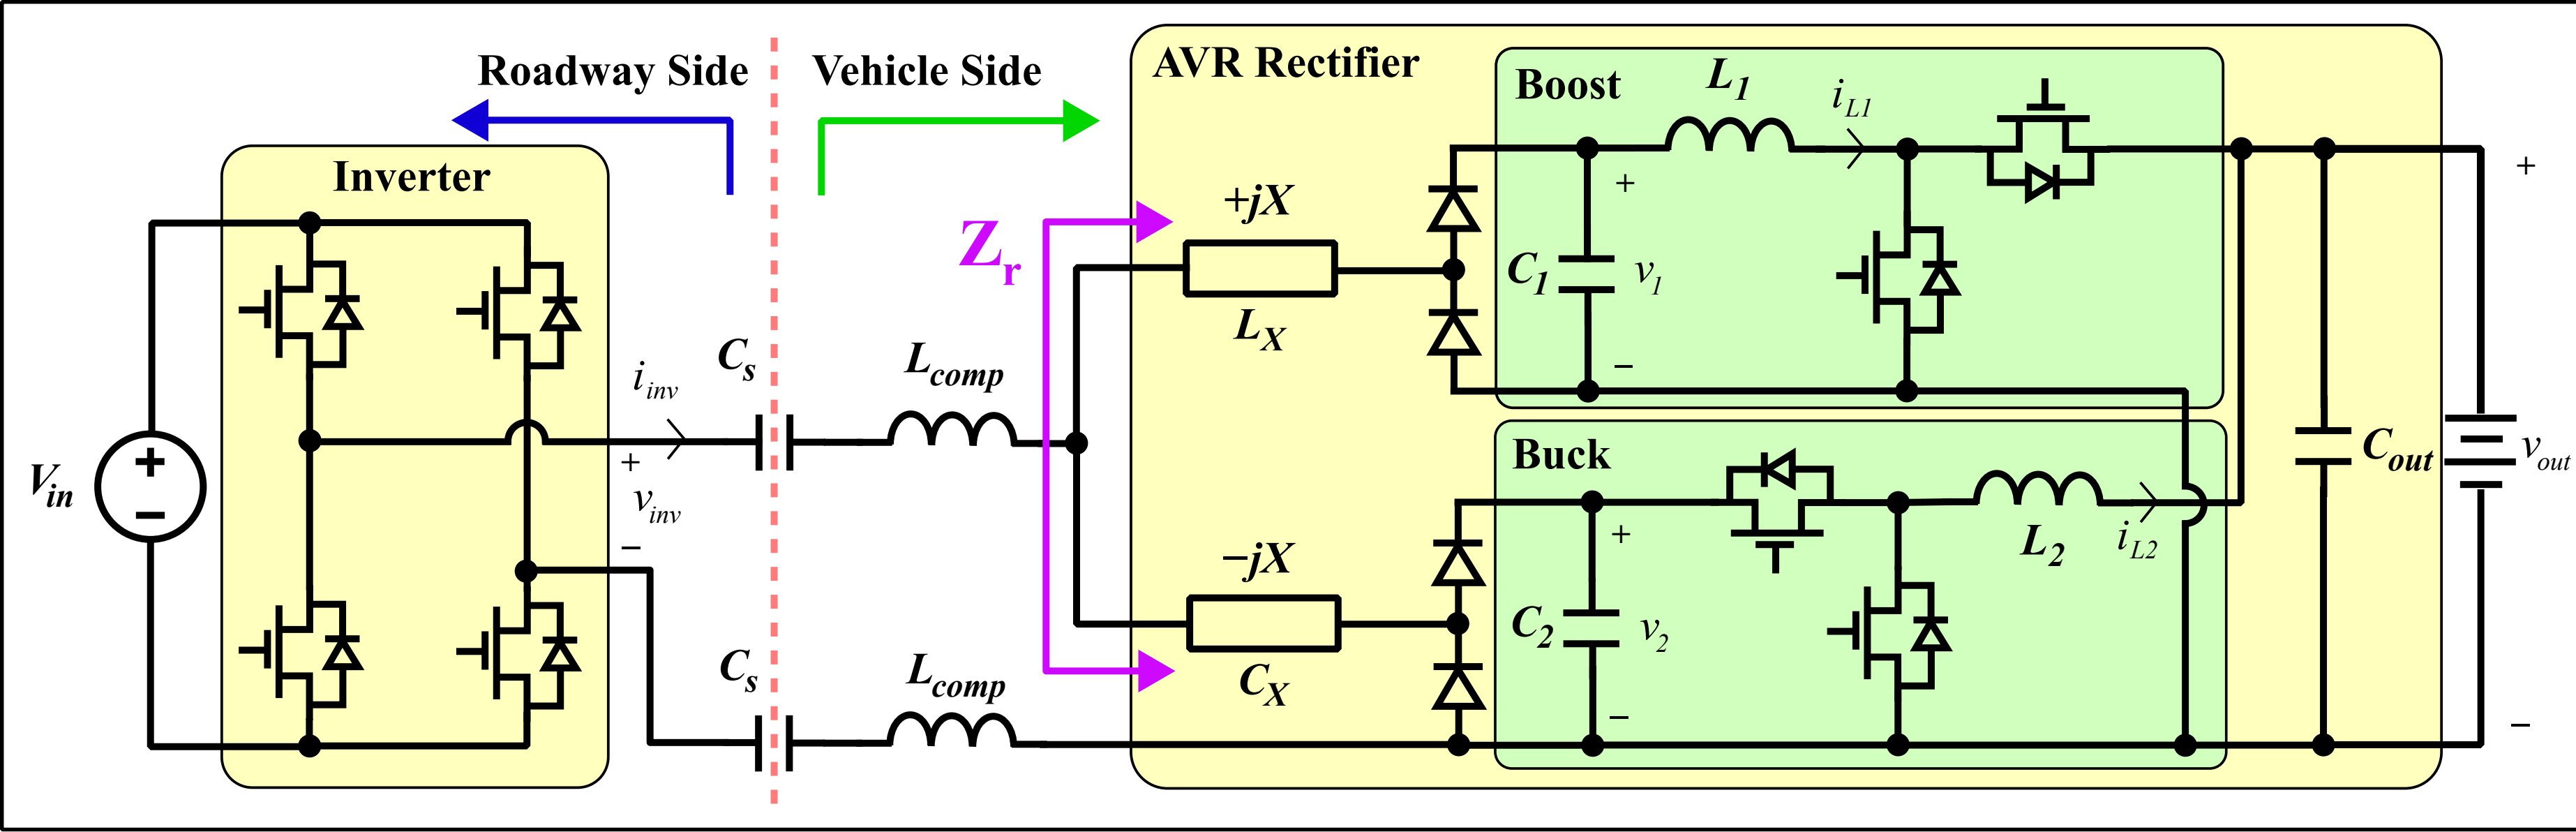 Roadway Side
Vehicle Side
AVR Rectifier
Boost
L1
iL1
Inverter
+jX
LX
Zr
C1
+
v1
−
+
vout
−
Cout
Vin
+
−
iinv
+
vinv
−
Cs
Lcomp
Buck
−jX
CX
C2
+
v2
−
L2
iL2
Cs
Lcomp